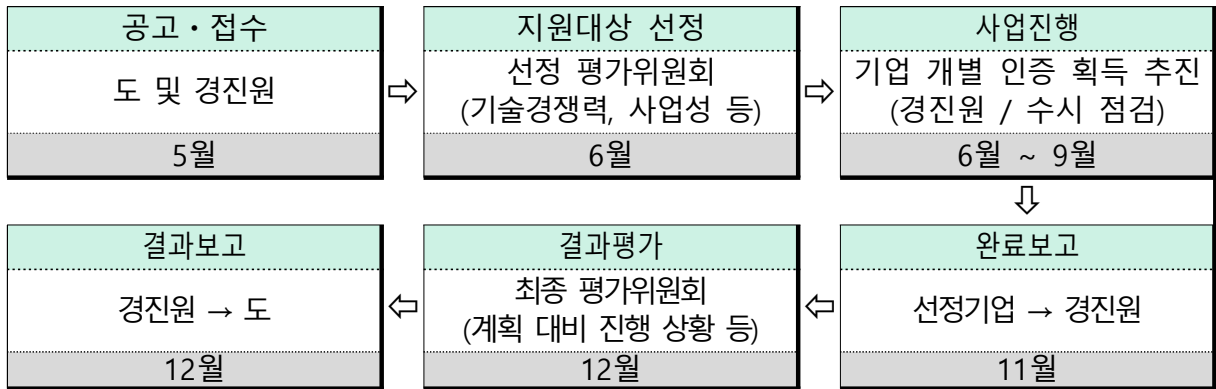 공고・접수
도 및 경진원
5월
⇨
지원대상 선정
선정 평가위원회
(기술경쟁력, 사업성 등)
6월
⇨
사업진행
기업 개별 인증 획득 추진
(경진원 / 수시 점검)
6월 ~ 9월
⇩
완료보고
선정기업 → 경진원
11월
⇦
결과평가
최종 평가위원회
(계획 대비 진행 상황 등)
12월
⇦
결과보고
경진원 → 도
12월